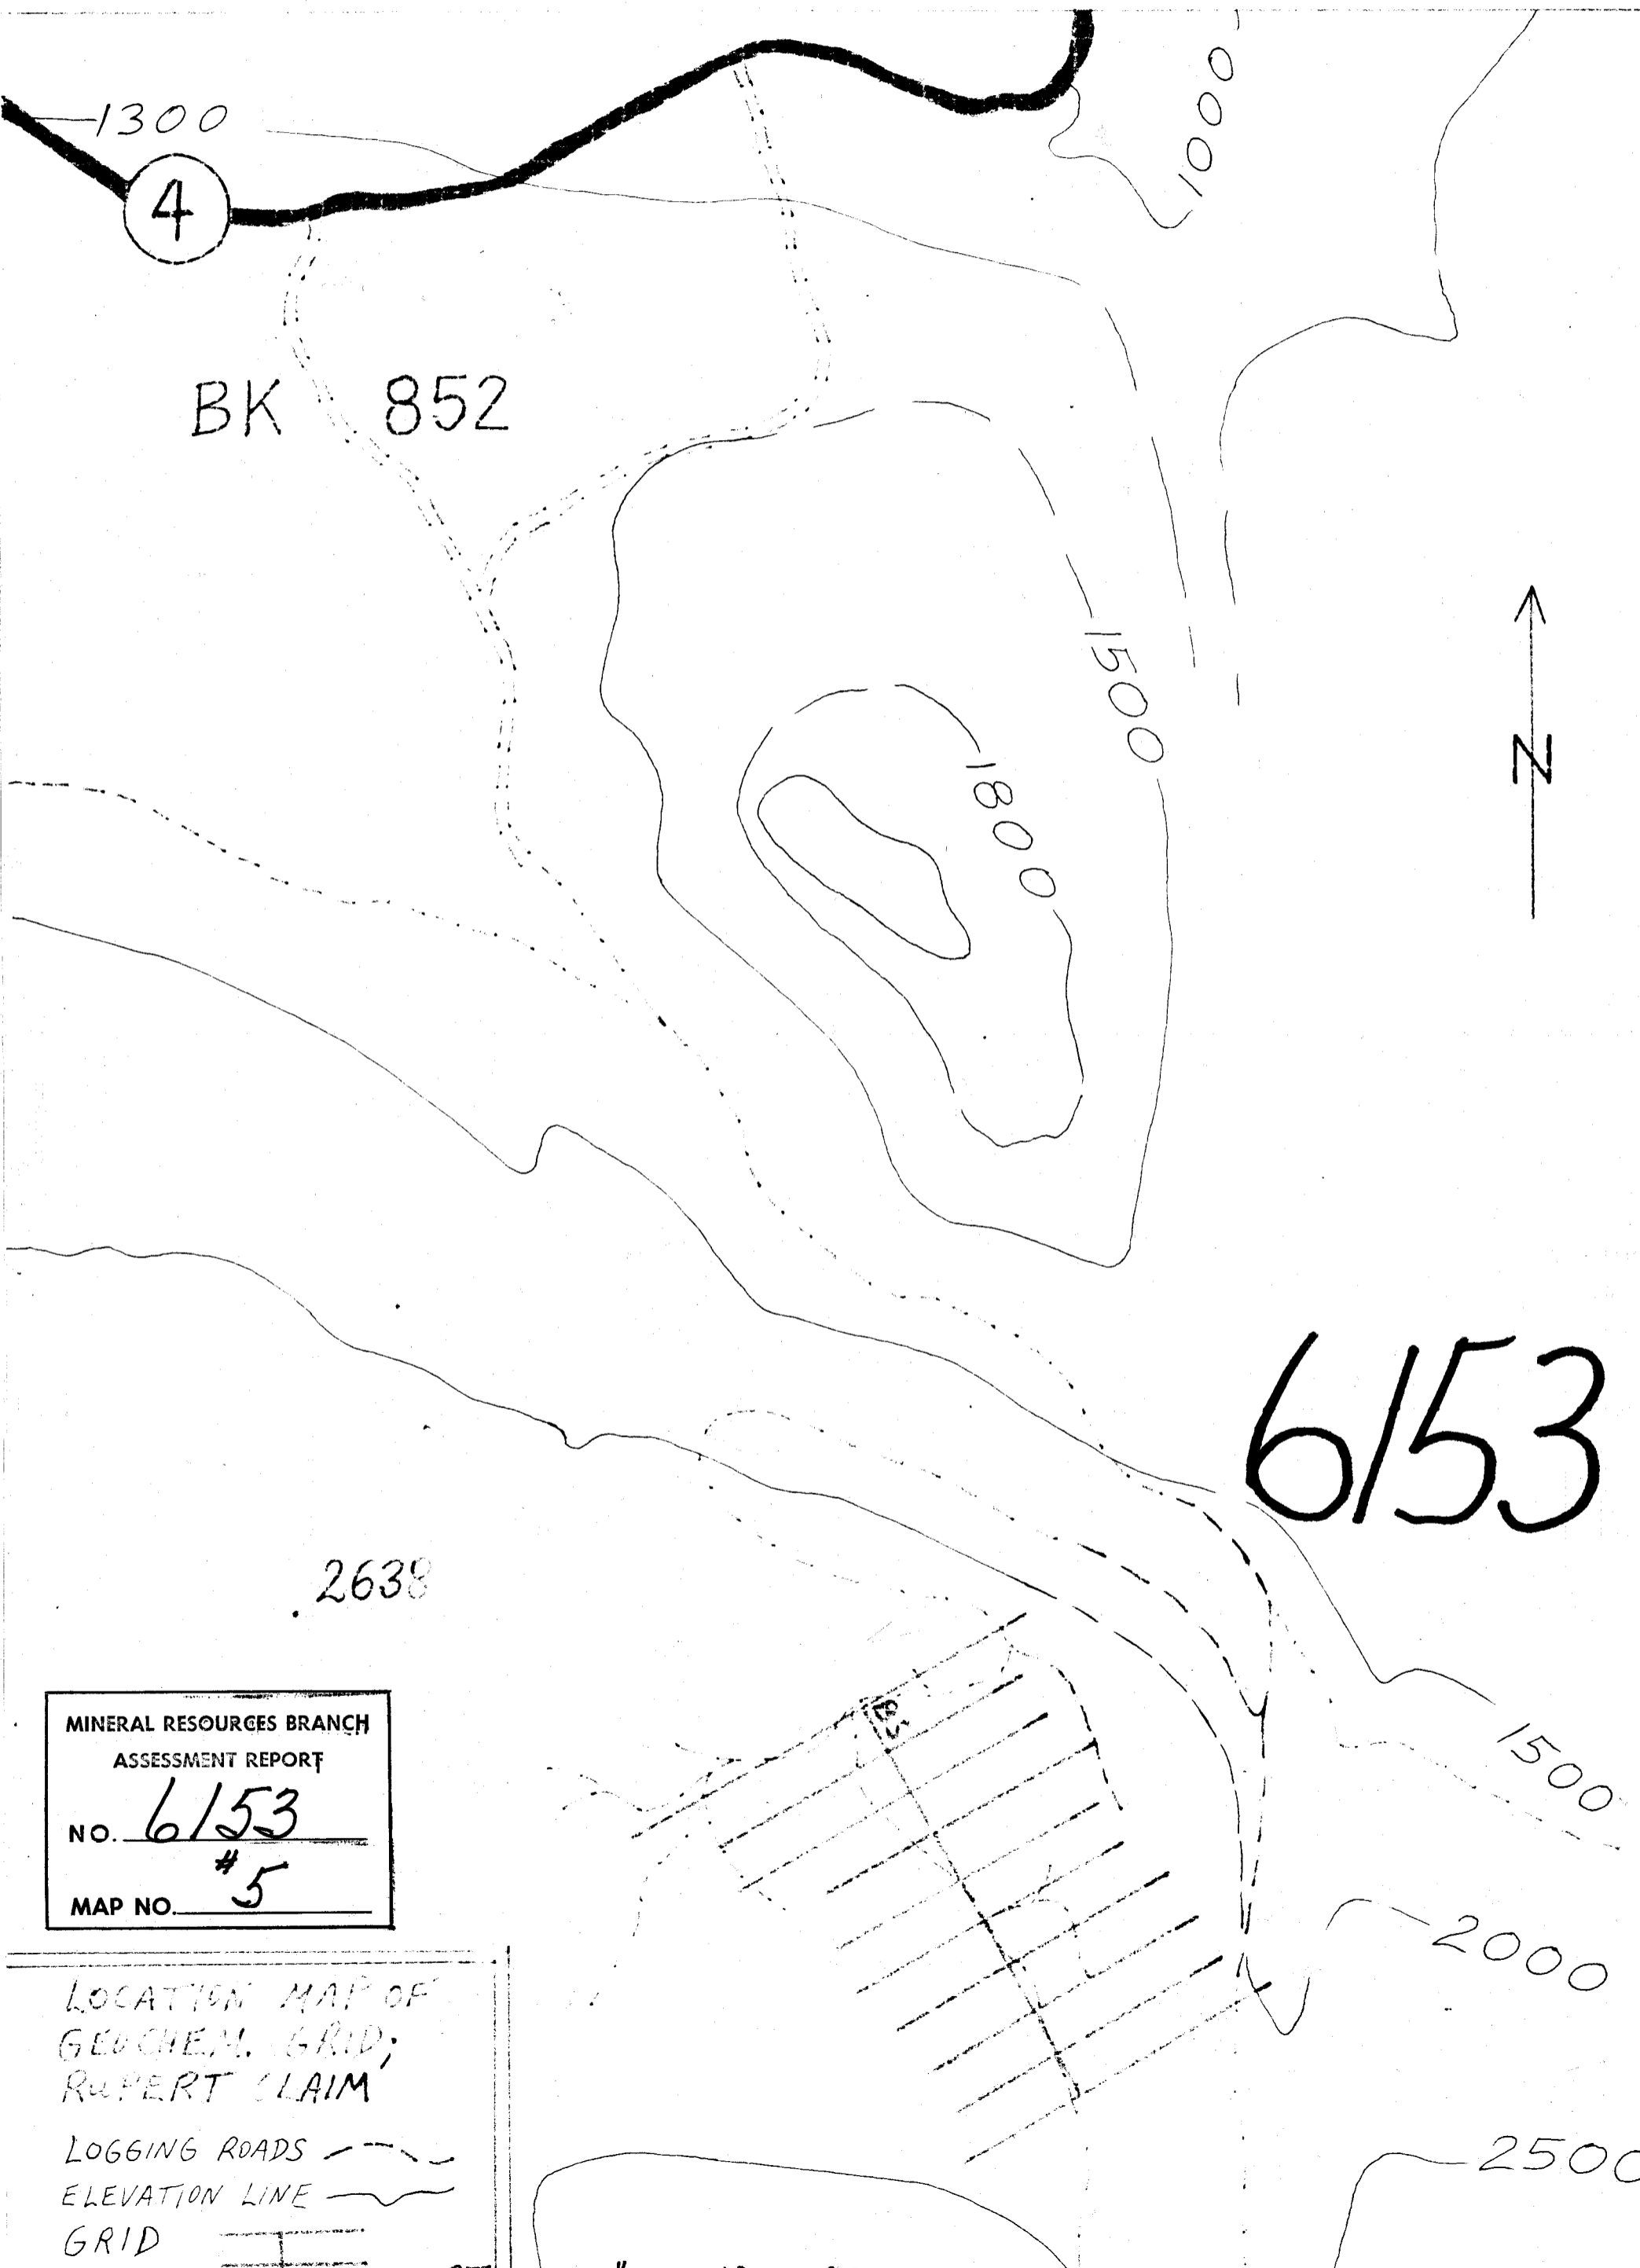 1000
1300
4
BK 852
1500
N
1800
6153
2638
MINERAL RESOURCES BRANCH
ASSESSMENT REPORT
NO. 6153
MAP NO. #5
1500
2000
LOCATION MAP OF
GEOCHEM. GRID;
RUPERT CLAIM
LOGGING ROADS
2500
ELEVATION LINE
GRID